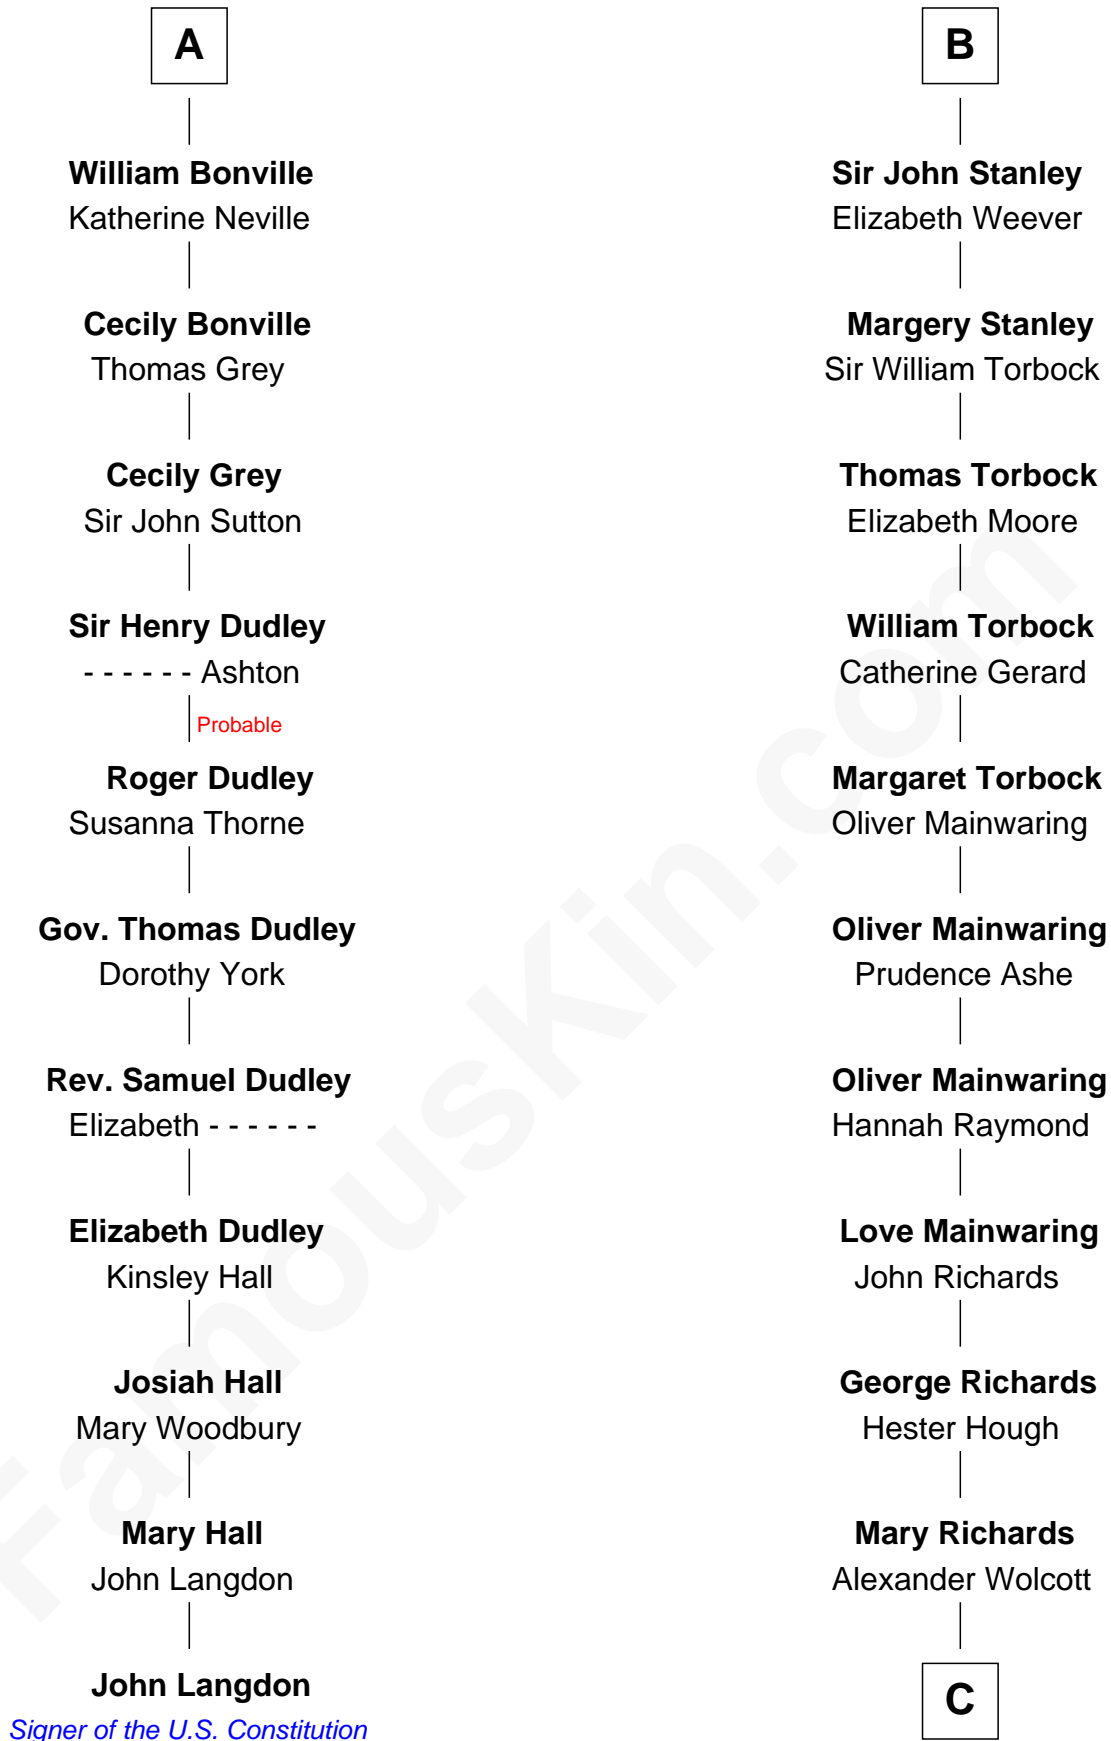 A
William Bonville
Katherine Neville
Cecily Bonville
Thomas Grey
Cecily Grey
Sir John Sutton
Sir Henry Dudley
- - - - - - Ashton
Probable
Roger Dudley
Susanna Thorne
Gov. Thomas Dudley
Dorothy York
Rev. Samuel Dudley
Elizabeth - - - - - -
Elizabeth Dudley
Kinsley Hall
Josiah Hall
Mary Woodbury
Mary Hall
John Langdon
John Langdon
Signer of the U.S. Constitution
B
Sir John Stanley
Elizabeth Weever
Margery Stanley
Sir William Torbock
Thomas Torbock
Elizabeth Moore
William Torbock
Catherine Gerard
Margaret Torbock
Oliver Mainwaring
Oliver Mainwaring
Prudence Ashe
Oliver Mainwaring
Hannah Raymond
Love Mainwaring
John Richards
George Richards
Hester Hough
Mary Richards
Alexander Wolcott
C
FamousKin.com